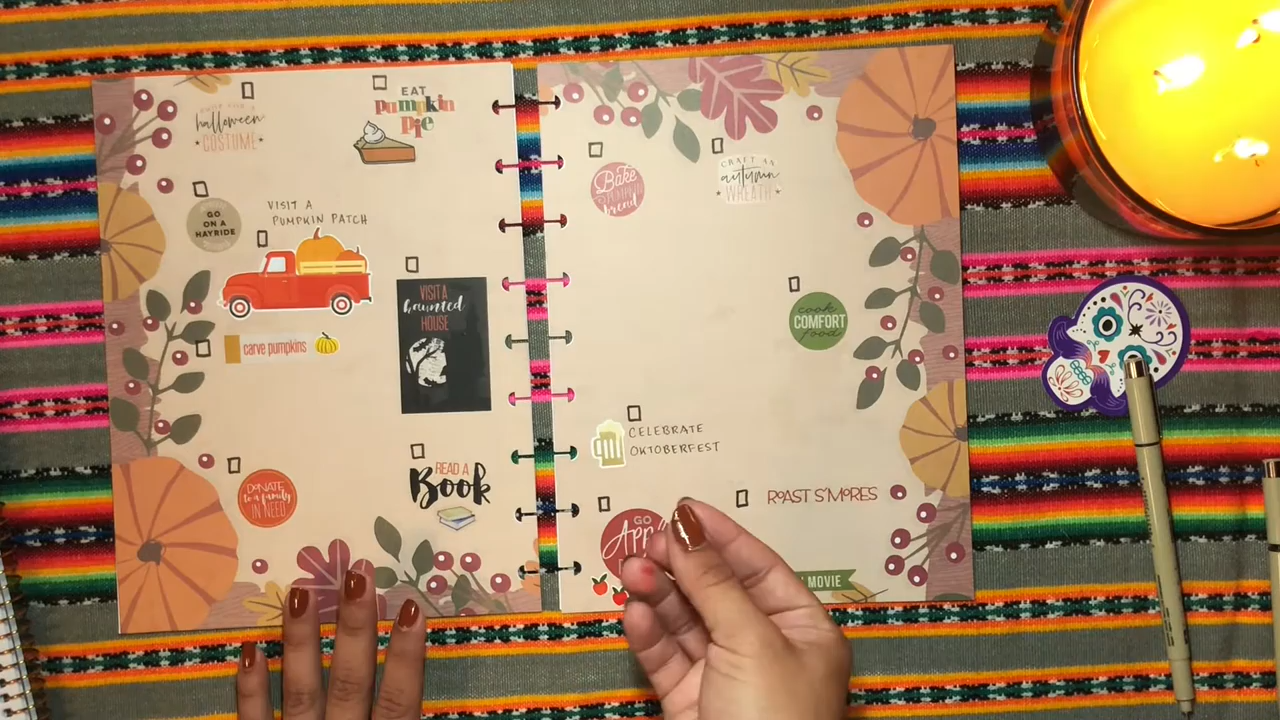 halloween
COSTUME
EAT
pumpkin
pie
GO
ON A
HAYRIDE
VISIT A
PUMPKIN PATCH
VISIT A
haunted
HOUSE
carve pumpkins
DONATE
to a family
IN NEED
READ A
Book
Bake
bread
CRAFT AN
autumn
WREATH
cook
COMFORT
food
CELEBRATE
OKTOBERFEST
ROAST S'MORES
GO
MOVIE